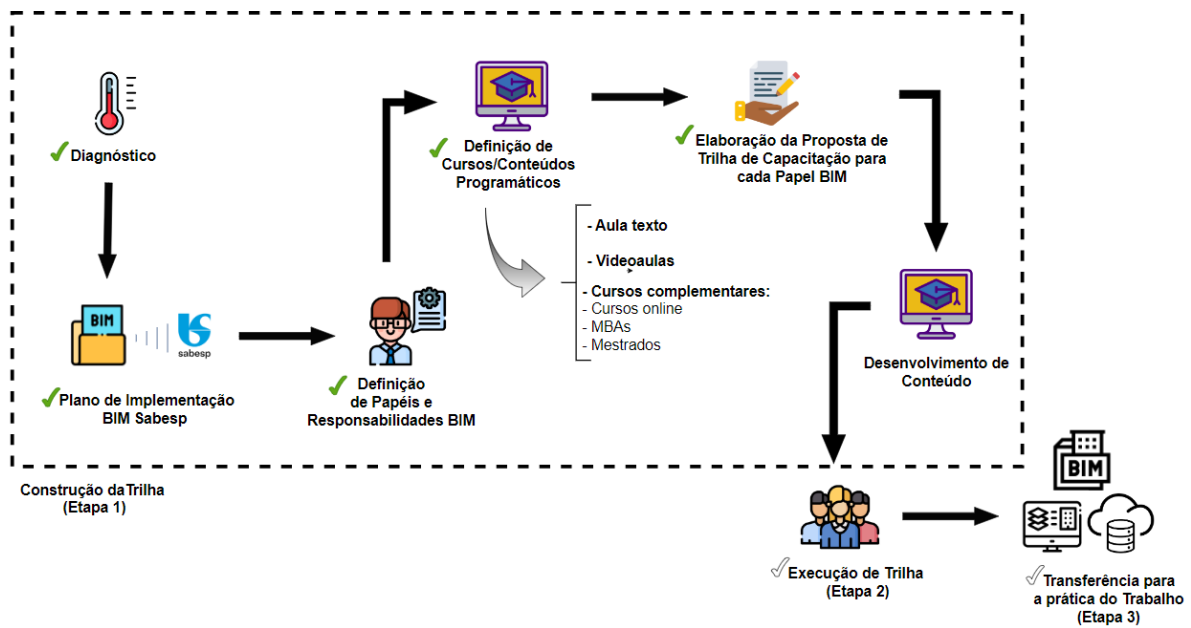 Diagnóstico
BIM
sabesp
Plano de Implementação
BIM Sabesp
Definição
de Papéis e
Responsabilidades BIM
Definição de
Cursos/Conteúdos
Programáticos
- Aula texto
- Videoaulas
- Cursos complementares:
- Cursos online
- MBAs
- Mestrados
Elaboração da Proposta de
Trilha de Capacitação para
cada Papel BIM
Desenvolvimento de
Conteúdo
Construção da Trilha
(Etapa 1)
Execução de Trilha
(Etapa 2)
BIM
Transferência para
a prática do Trabalho
(Etapa 3)